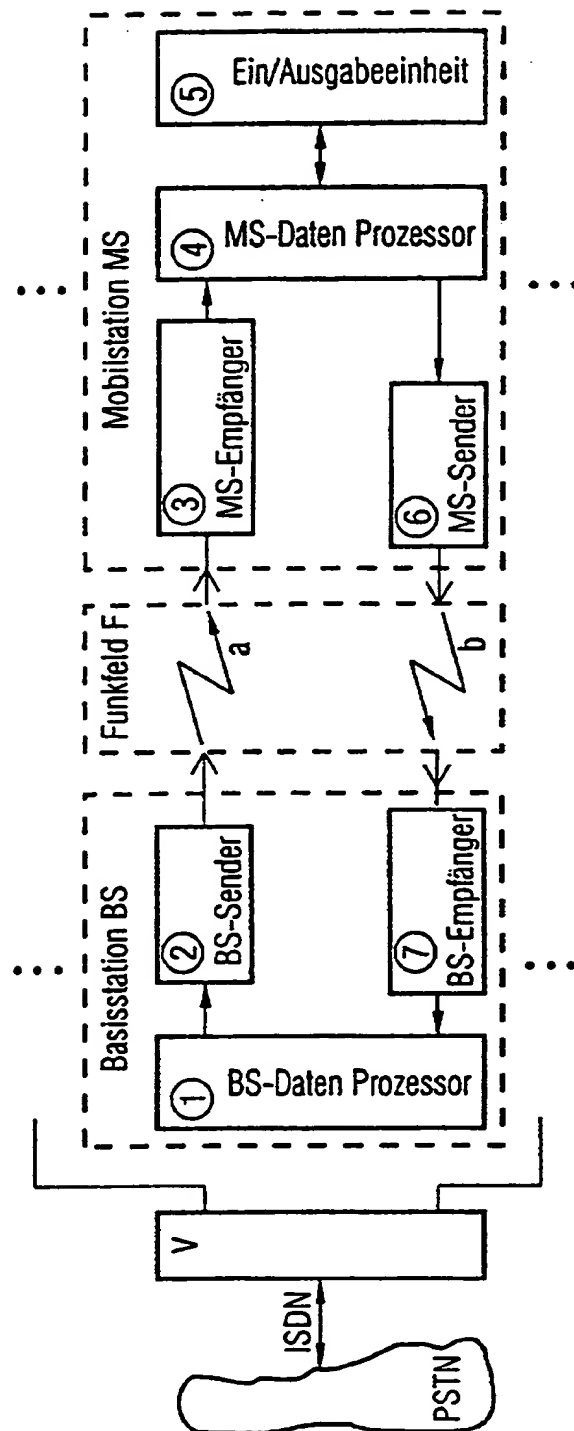 PSTN
ISDN
V
Basisstation BS
1 BS-Daten Prozessor
2 BS-Sender
7 BS-Empfänger
Funkfeld F
a
b
Mobilstation MS
3 MS-Empfänger
4 MS-Daten Prozessor
5 Ein/Ausgabeeinheit
6 MS-Sender